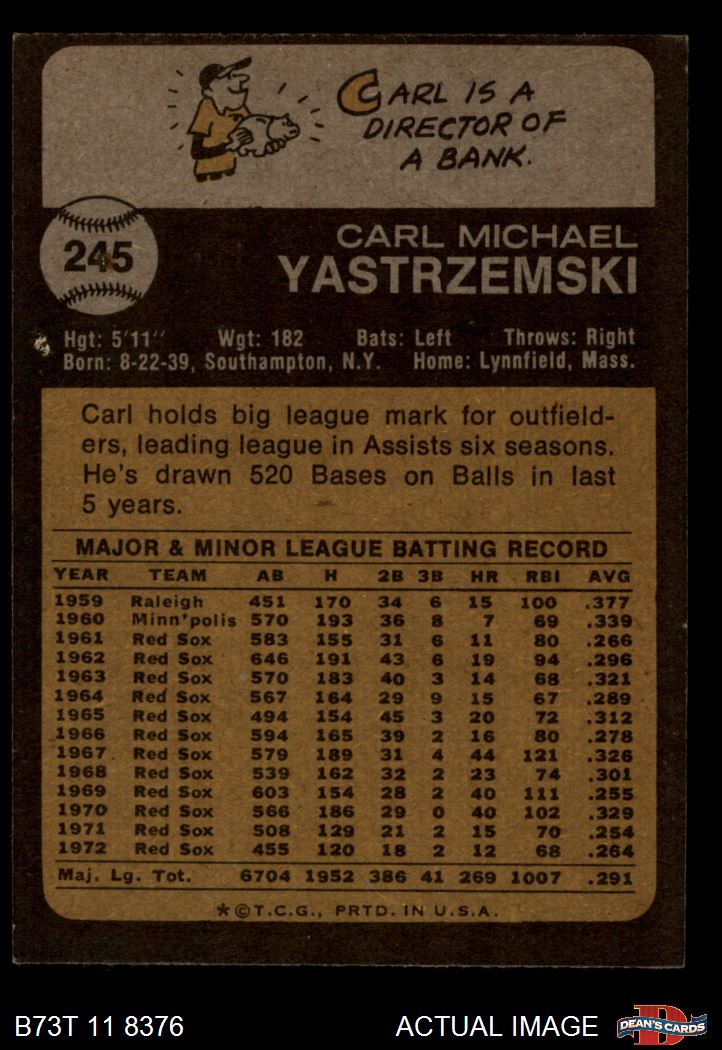 CARL IS A
DIRECTOR OF
A BANK.
245
CARL MICHAEL
YASTRZEMSKI
Hgt: 5'11" Wgt: 182 Bats: Left Throws: Right
Born: 8-22-39, Southampton, N.Y. Home: Lynnfield, Mass.
Carl holds big league mark for outfield-
ers, leading league in Assists six seasons.
He's drawn 520 Bases on Balls in last
5 years.
MAJOR & MINOR LEAGUE BATTING RECORD
YEAR TEAM AB H 2B 3B HR RBI AVG
1959 Raleigh 451 170 34 6 15 100 .377
1960 Minn'polis 570 193 36 8 7 69 .339
1961 Red Sox 583 155 31 6 11 80 .266
1962 Red Sox 646 191 43 6 19 94 .296
1963 Red Sox 570 183 40 3 14 68 .321
1964 Red Sox 567 164 29 9 15 67 .289
1965 Red Sox 494 154 45 3 20 72 .312
1966 Red Sox 594 165 39 2 16 80 .278
1967 Red Sox 579 189 31 4 44 121 .326
1968 Red Sox 539 162 32 2 23 74 .301
1969 Red Sox 603 154 28 2 40 111 .255
1970 Red Sox 566 186 29 0 40 102 .329
1971 Red Sox 508 129 21 2 15 70 .254
1972 Red Sox 455 120 18 2 12 68 .264
Maj. Lg. Tot. 6704 1952 386 41 269 1007 .291
*©T.C.G., PRTD. IN U.S.A.
B73T 11 8376 ACTUAL IMAGE
D
DEAN'S CARDS